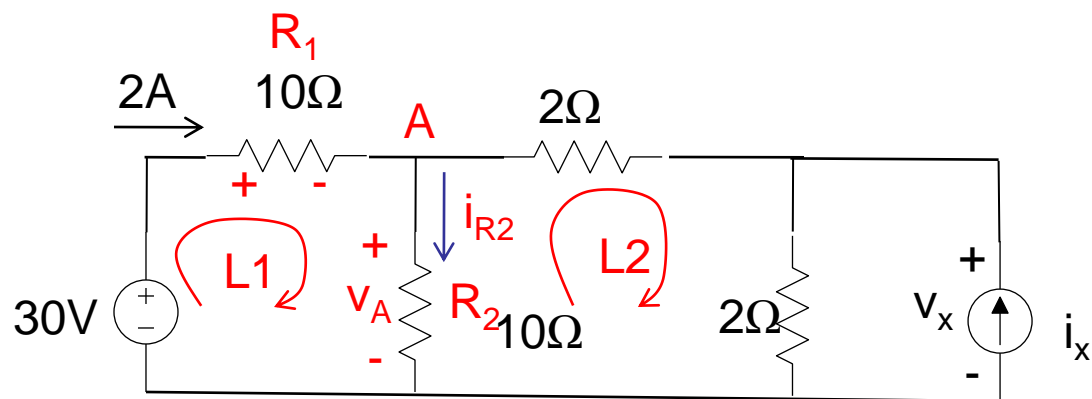 R1
2A
10Ω
A
2Ω
+ -
iR2
+
L1
L2
+
30V
+
−
vA
R2
10Ω
2Ω
vx
ix
-
-